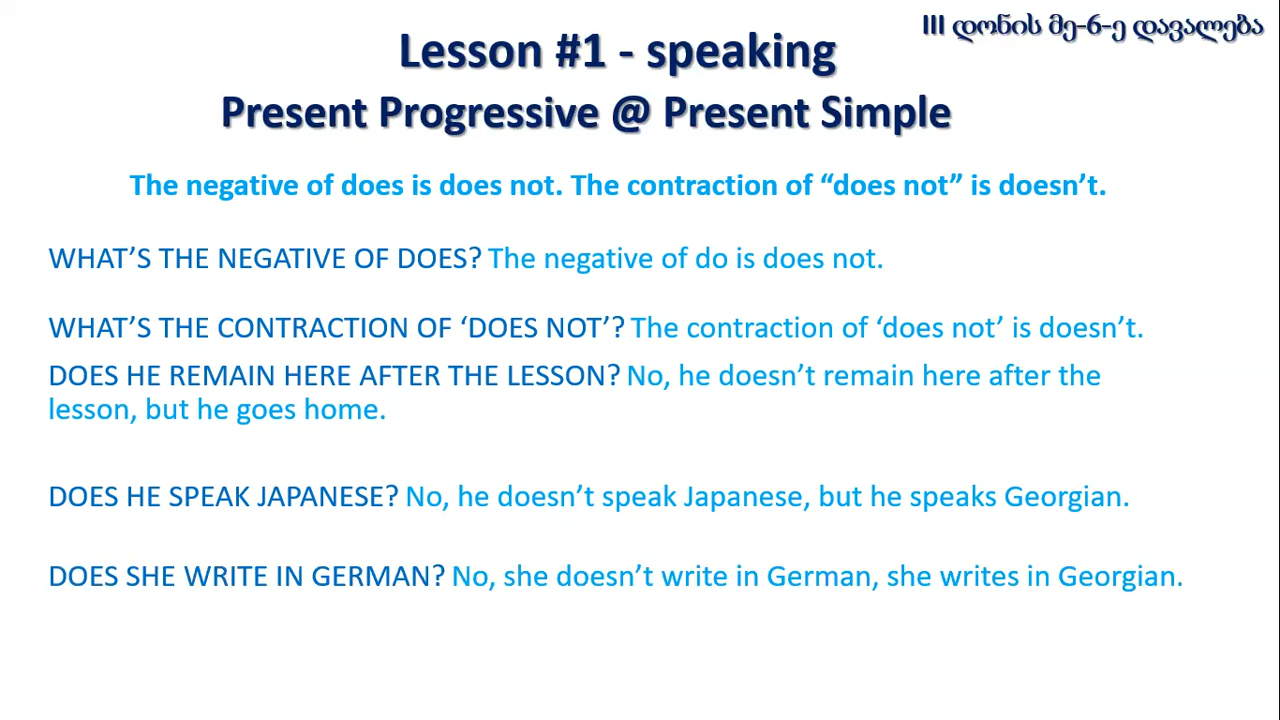 III დონის მე-6-ე დავალება
Lesson #1 - speaking
Present Progressive @ Present Simple
The negative of does is does not. The contraction of “does not” is doesn’t.
WHAT’S THE NEGATIVE OF DOES? The negative of do is does not.
WHAT’S THE CONTRACTION OF ‘DOES NOT’? The contraction of ‘does not’ is doesn’t.
DOES HE REMAIN HERE AFTER THE LESSON? No, he doesn’t remain here after the
lesson, but he goes home.
DOES HE SPEAK JAPANESE? No, he doesn’t speak Japanese, but he speaks Georgian.
DOES SHE WRITE IN GERMAN? No, she doesn’t write in German, she writes in Georgian.